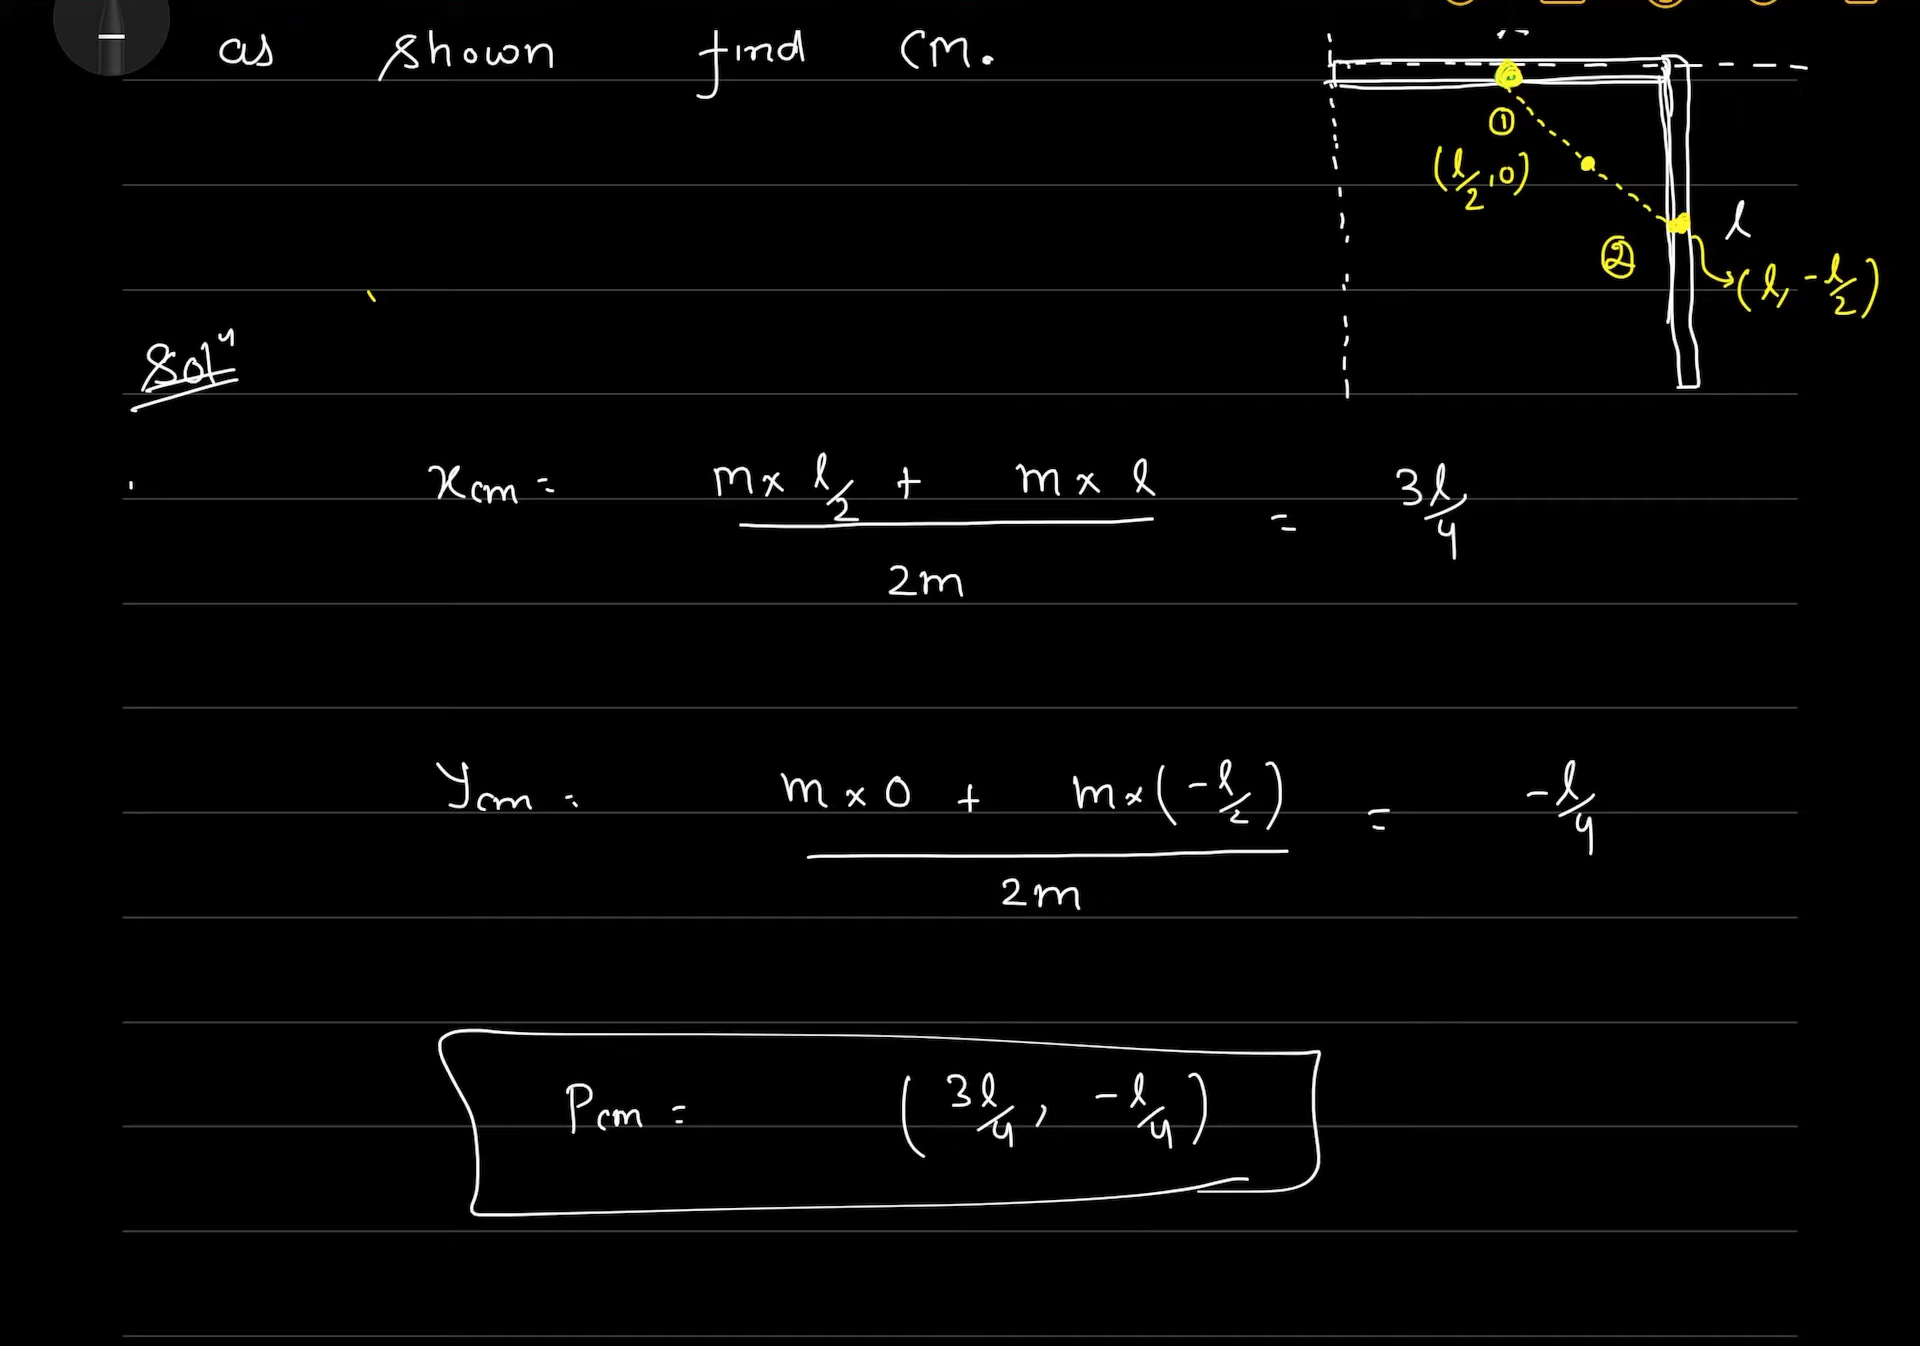 as shown find CM.
①
(l/2, 0)
l
②
(l, -l/2)
Solⁿ
xcm = (m × l/2 + m × l) / 2m = 3l/4
Ycm = (m × 0 + m × (-l/2)) / 2m = -l/4
Pcm = (3l/4, -l/4)